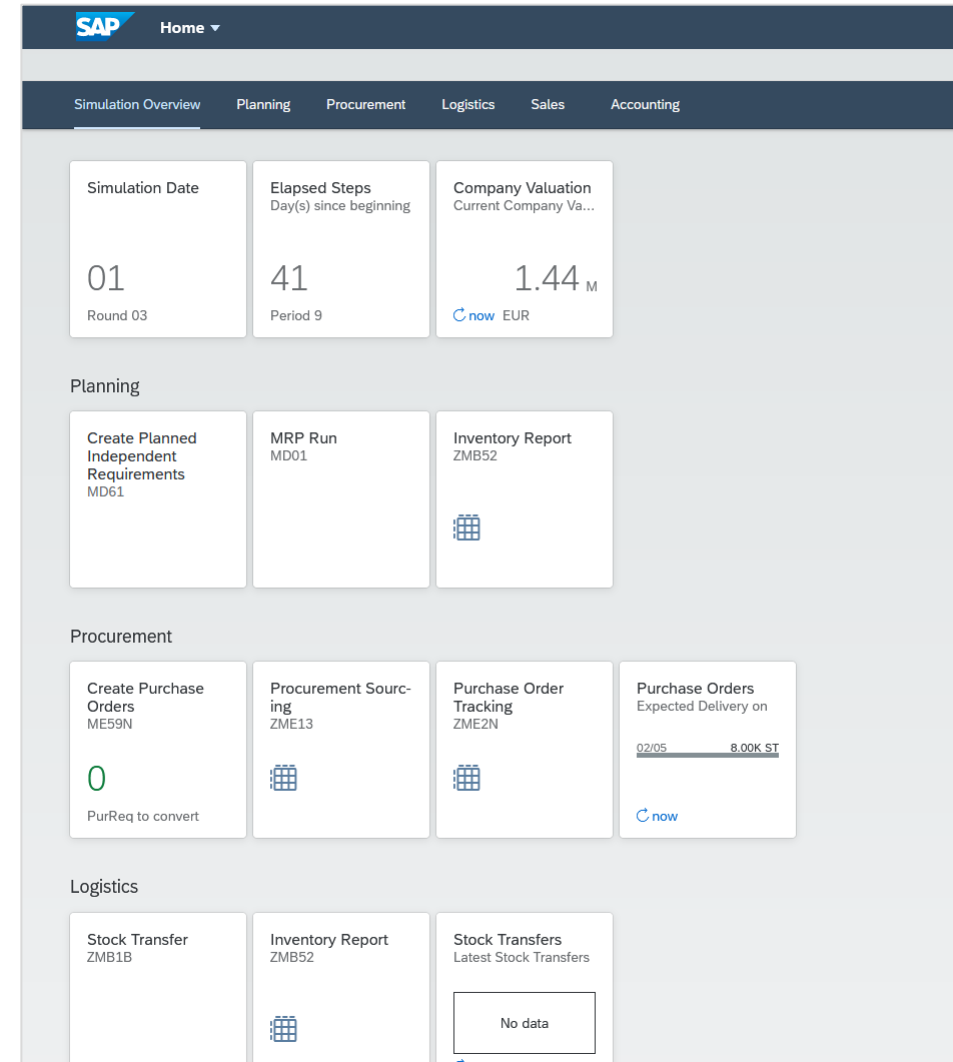 SAP Home
Simulation Overview Planning Procurement Logistics Sales Accounting
Simulation Date
01
Round 03
Elapsed Steps
Day(s) since beginning
41
Period 9
Company Valuation
Current Company Va...
1.44 M
now EUR
Planning
Create Planned
Independent
Requirements
MD61
MRP Run
MD01
Inventory Report
ZMB52
Procurement
Create Purchase
Orders
ME59N
0
PurReq to convert
Procurement Sourc-
ing
ZME13
Purchase Order
Tracking
ZME2N
Purchase Orders
Expected Delivery on
02/05 8.00K ST
now
Logistics
Stock Transfer
ZMB1B
Inventory Report
ZMB52
Stock Transfers
Latest Stock Transfers
No data